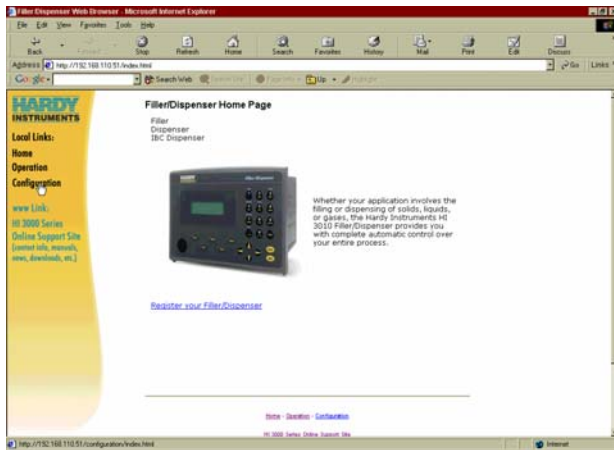 Filler Dispenser Web Browser - Microsoft Internet Explorer
File Edit View Favorites Tools Help
Back Forward Stop Refresh Home Search Favorites History Mail Print Edit Discuss
Address http://192.168.110.51/index.html Go Links
Google Search Web Up
HARDY
INSTRUMENTS
Local Links:
Home
Operation
Configuration
www Link:
HI 3000 Series
Online Support Site
(contact info, manuals,
news, downloads, etc.)
Filler/Dispenser Home Page
Filler
Dispenser
IBC Dispenser
Whether your application involves the
filling or dispensing of solids, liquids,
or gases, the Hardy Instruments HI
3010 Filler/Dispenser provides you
with complete automatic control over
your entire process.
Register your Filler/Dispenser
Home - Operation - Configuration
HI 3000 Series Online Support Site
http://192.168.110.51/configuration/index.html Internet